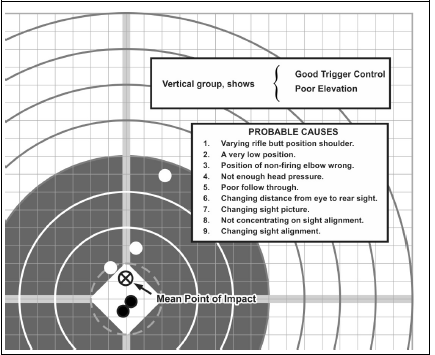 Vertical group, shows
Good Trigger Control
Poor Elevation
PROBABLE CAUSES
1. Varying rifle butt position shoulder.
2. A very low position.
3. Position of non-firing elbow wrong.
4. Not enough head pressure.
5. Poor follow through.
6. Changing distance from eye to rear sight.
7. Changing sight picture.
8. Not concentrating on sight alignment.
9. Changing sight alignment.
Mean Point of Impact